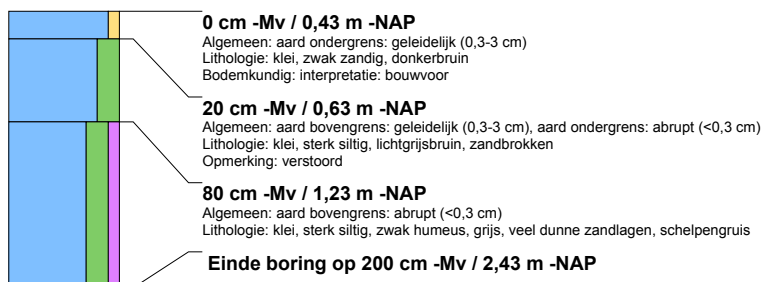 0 cm -Mv / 0,43 m -NAP
Algemeen: aard ondergrens: geleidelijk (0,3-3 cm)
Lithologie: klei, zwak zandig, donkerbruin
Bodemkundig: interpretatie: bouwvoor
20 cm -Mv / 0,63 m -NAP
Algemeen: aard bovengrens: geleidelijk (0,3-3 cm), aard ondergrens: abrupt (<0,3 cm)
Lithologie: klei, sterk siltig, lichtgrijsbruin, zandbrokken
Opmerking: verstoord
80 cm -Mv / 1,23 m -NAP
Algemeen: aard bovengrens: abrupt (<0,3 cm)
Lithologie: klei, sterk siltig, zwak humeus, grijs, veel dunne zandlagen, schelpengruis
Einde boring op 200 cm -Mv / 2,43 m -NAP